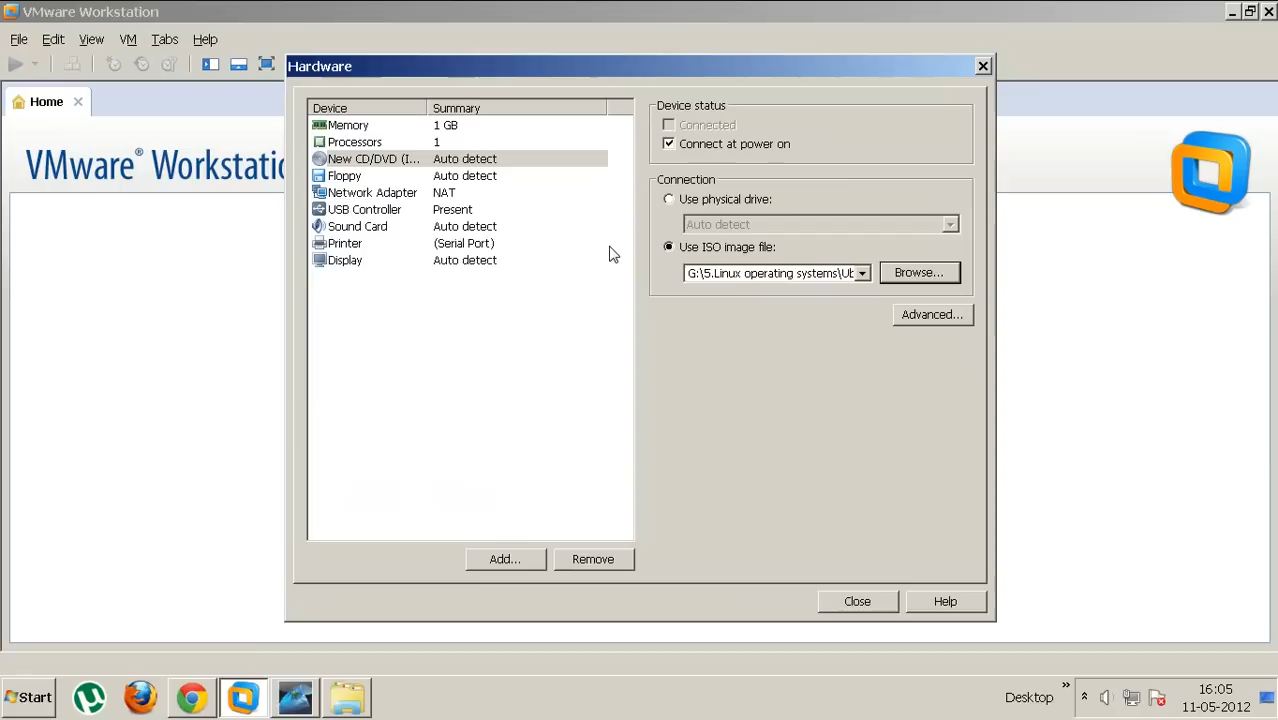 VMware Workstation
File Edit View VM Tabs Help
Home
VMware® Workstatio
Hardware
Device Summary
Memory 1 GB
Processors 1
New CD/DVD (I... Auto detect
Floppy Auto detect
Network Adapter NAT
USB Controller Present
Sound Card Auto detect
Printer (Serial Port)
Display Auto detect
Add... Remove
Device status
Connected
Connect at power on
Connection
Use physical drive:
Auto detect
Use ISO image file:
G:\5.Linux operating systems\Ub Browse...
Advanced...
Close Help
Start
Desktop
16:05
11-05-2012